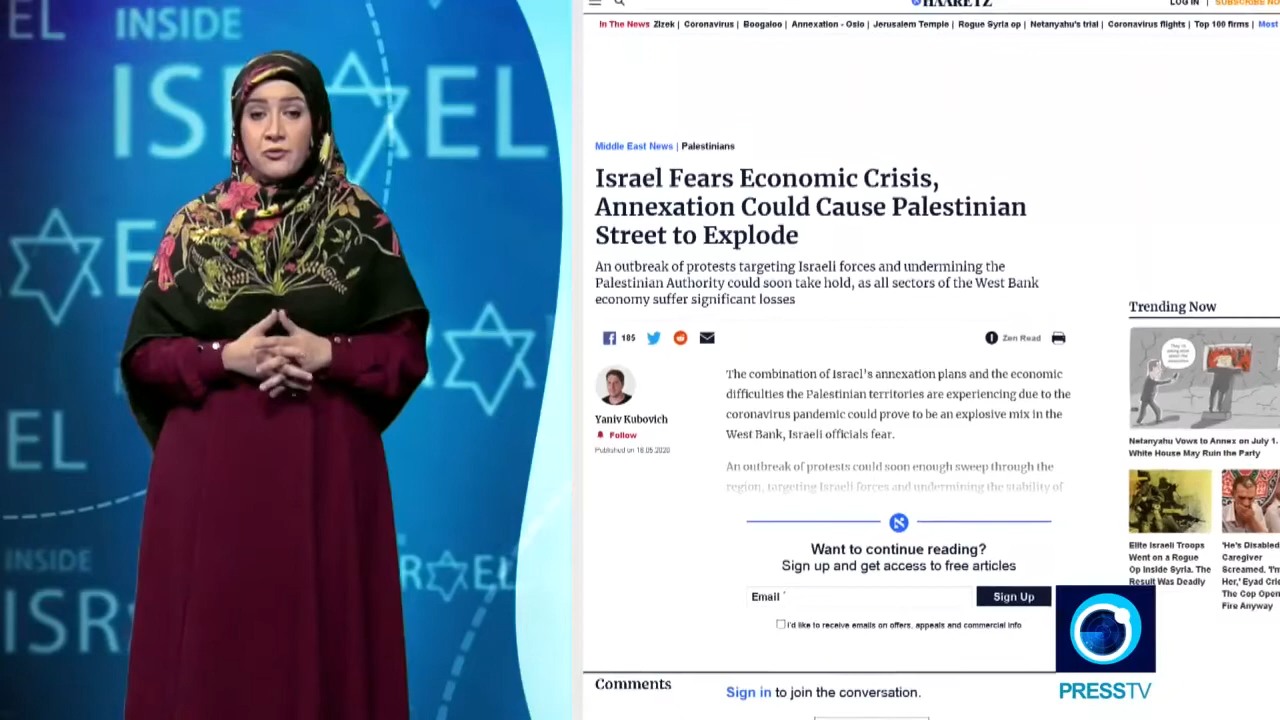 EL
INSIDE
ISRAEL
INSIDE
ISR
EL
RAEL
HAARETZ
LOG IN | SUBSCRIBE NO
In The News Zizek | Coronavirus | Boogaloo | Annexation - Oslo | Jerusalem Temple | Rogue Syria op | Netanyahu's trial | Coronavirus flights | Top 100 firms | Most
Middle East News | Palestinians
Israel Fears Economic Crisis,
Annexation Could Cause Palestinian
Street to Explode
An outbreak of protests targeting Israeli forces and undermining the
Palestinian Authority could soon take hold, as all sectors of the West Bank
economy suffer significant losses
185
Zen Read
Yaniv Kubovich
Follow
Published on 16.05.2020
The combination of Israel's annexation plans and the economic
difficulties the Palestinian territories are experiencing due to the
coronavirus pandemic could prove to be an explosive mix in the
West Bank, Israeli officials fear.
An outbreak of protests could soon enough sweep through the
region, targeting Israeli forces and undermining the stability of
Want to continue reading?
Sign up and get access to free articles
Email *
Sign Up
I'd like to receive emails on offers, appeals and commercial info
Comments
Sign in to join the conversation.
Trending Now
Netanyahu Vows to Annex on July 1.
White House May Ruin the Party
Elite Israeli Troops
Went on a Rogue
Op Inside Syria. The
Result Was Deadly
'He's Disabled
Caregiver
Screamed. 'I'm
Her,' Eyad Cri
The Cop Open
Fire Anyway
PRESSTV